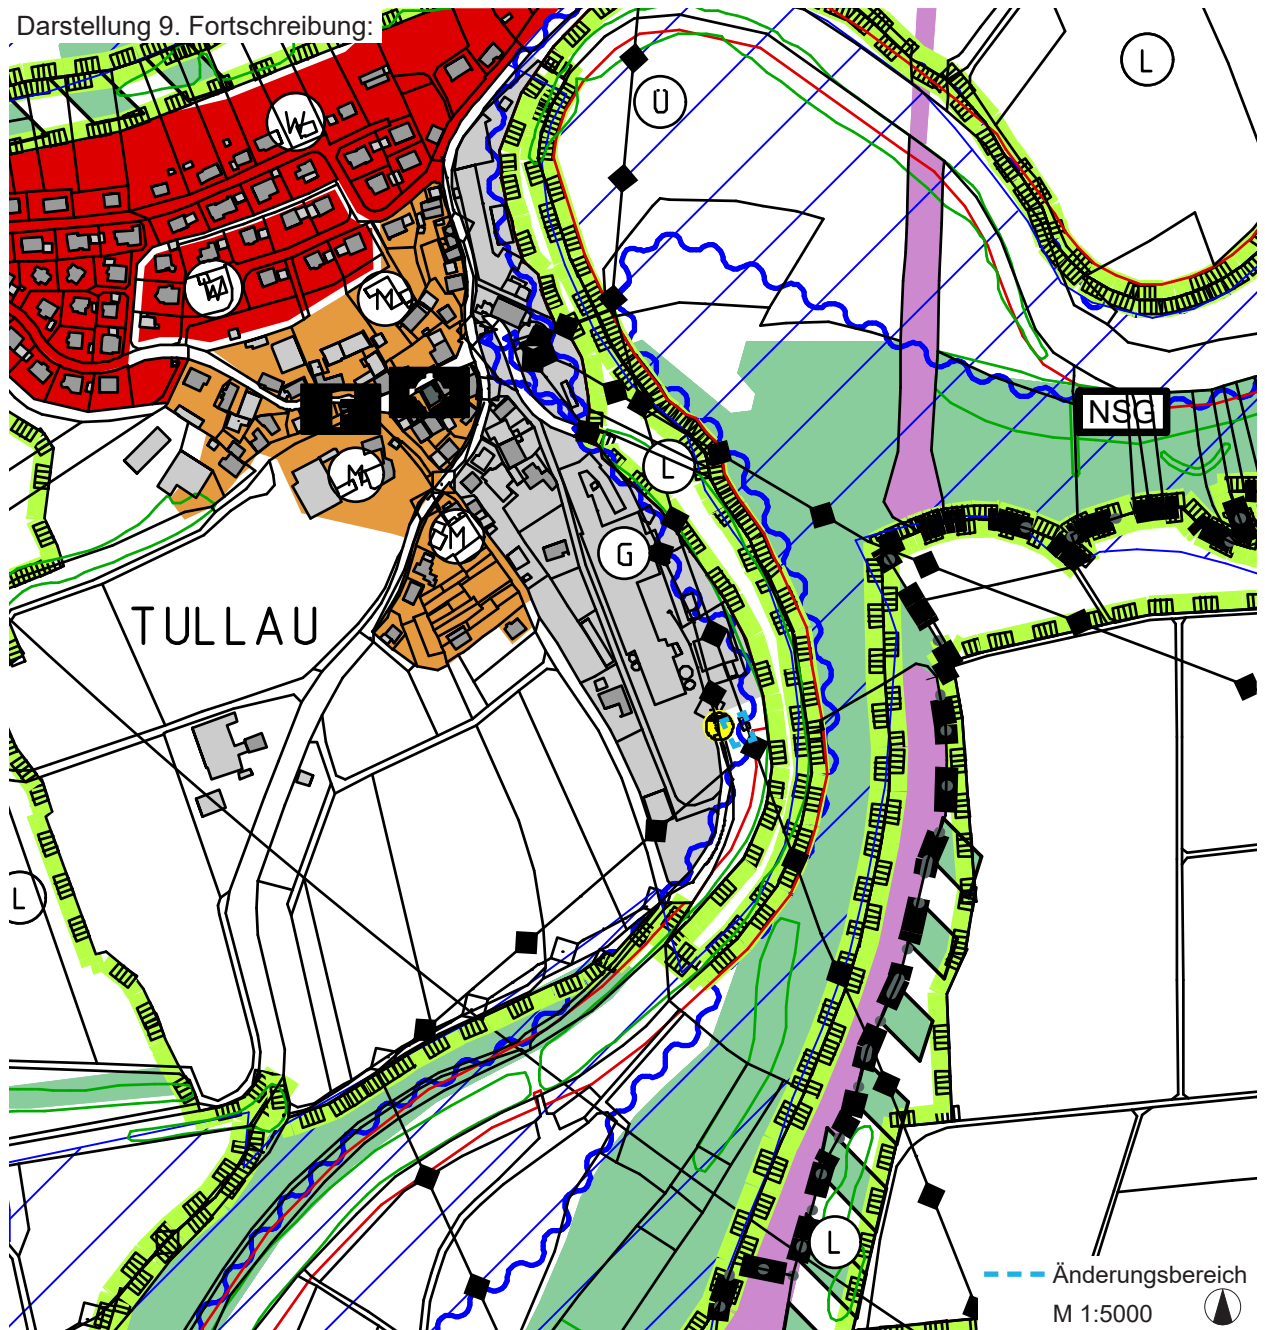 Darstellung 9. Fortschreibung:
L
Ü
W
W
M
NSG
L
M
M
G
TULLAU
L
L
Änderungsbereich
M 1:5000